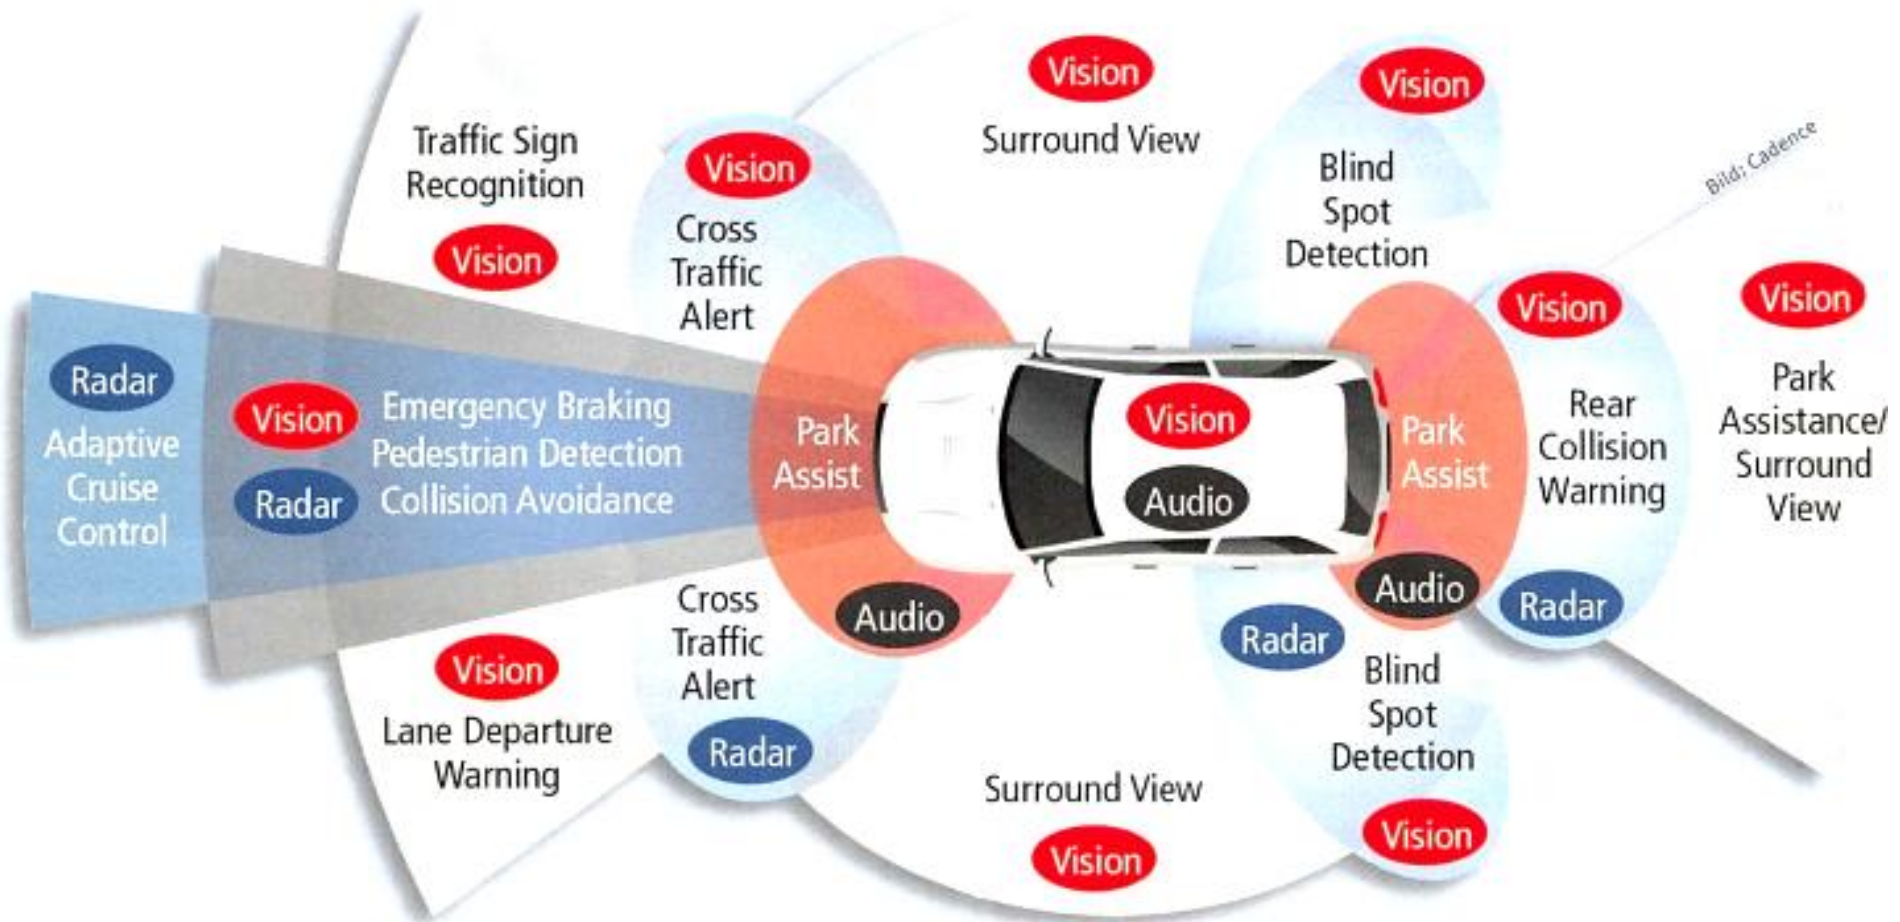 Vision
Surround View
Vision
Blind
Spot
Detection
Bild: Cadence
Traffic Sign
Recognition
Vision
Vision
Cross
Traffic
Alert
Radar
Adaptive
Cruise
Control
Vision
Radar
Emergency Braking
Pedestrian Detection
Collision Avoidance
Park
Assist
Audio
Vision
Audio
Park
Assist
Audio
Vision
Rear
Collision
Warning
Radar
Vision
Park
Assistance/
Surround
View
Vision
Lane Departure
Warning
Cross
Traffic
Alert
Radar
Surround View
Vision
Radar
Blind
Spot
Detection
Vision